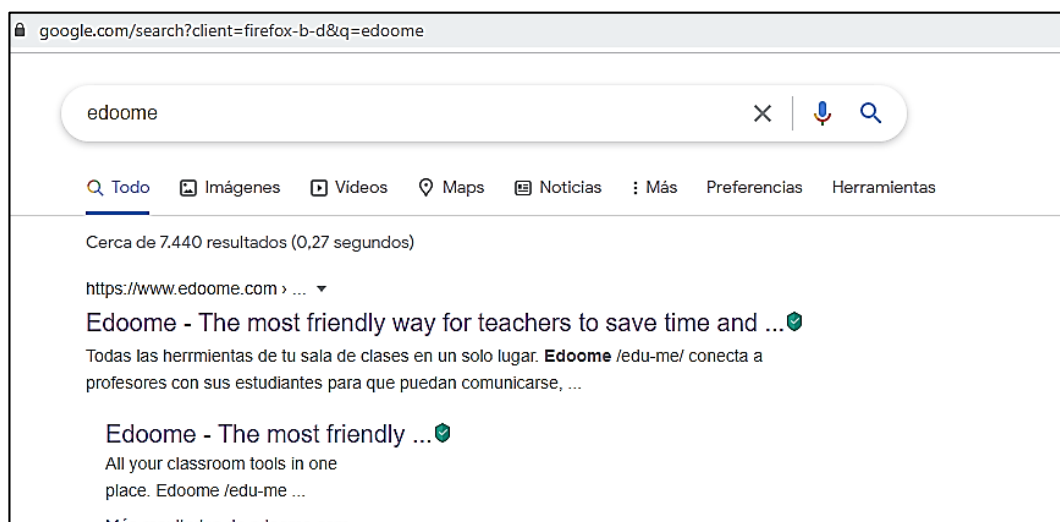 google.com/search?client=firefox-b-d&q=edoome
edoome
Todo Imágenes Videos Maps Noticias Más Preferencias Herramientas
Cerca de 7.440 resultados (0,27 segundos)
https://www.edoome.com › ...
Edoome - The most friendly way for teachers to save time and ...
Todas las herrmientas de tu sala de clases en un solo lugar. Edoome /edu-me/ conecta a
profesores con sus estudiantes para que puedan comunicarse, ...
Edoome - The most friendly ...
All your classroom tools in one
place. Edoome /edu-me ...